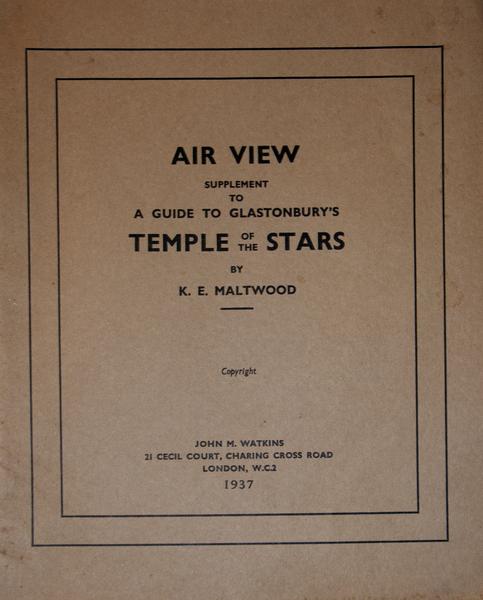 AIR VIEW
SUPPLEMENT
TO
A GUIDE TO GLASTONBURY'S
TEMPLE OF THE STARS
BY
K. E. MALTWOOD
Copyright
JOHN M. WATKINS
21 CECIL COURT, CHARING CROSS ROAD
LONDON, W.C.2
1937